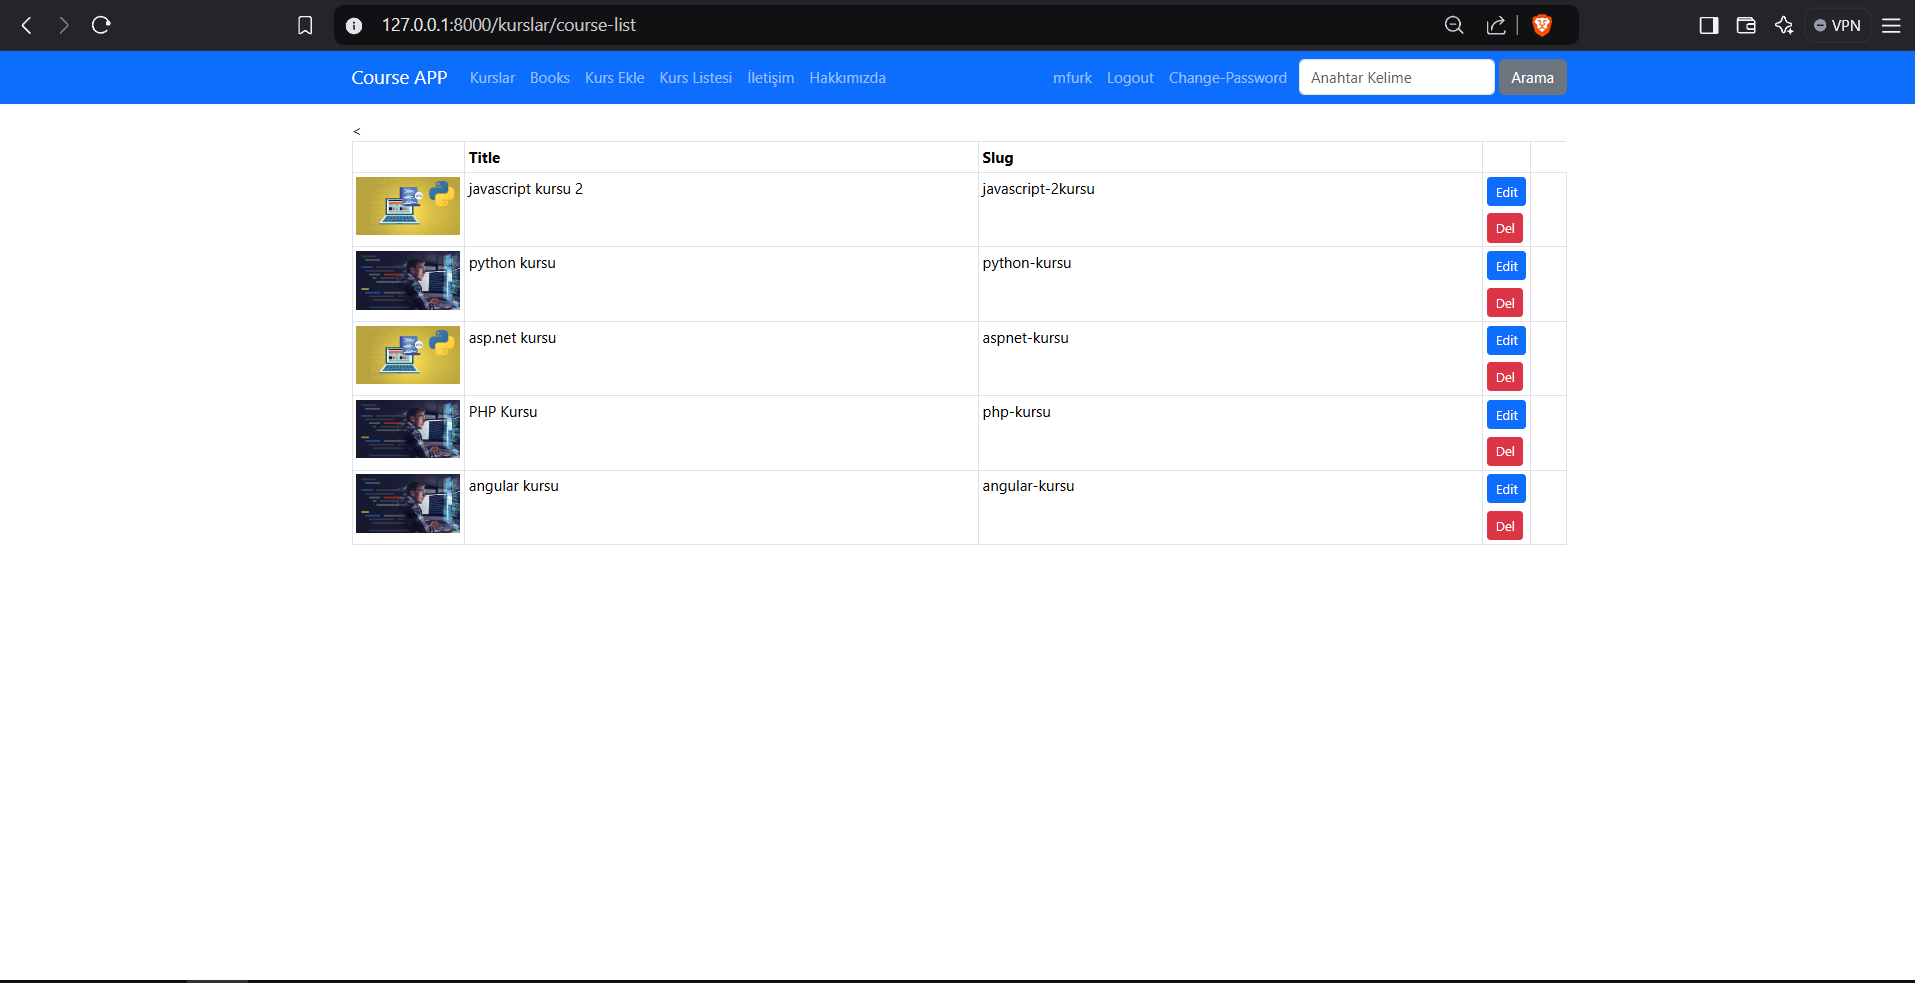 127.0.0.1:8000/kurslar/course-list
VPN
Course APP Kurslar Books Kurs Ekle Kurs Listesi İletişim Hakkımızda mfurk Logout Change-Password Anahtar Kelime Arama
<
Title Slug
javascript kursu 2 javascript-2kursu Edit
Del
python kursu python-kursu Edit
Del
asp.net kursu aspnet-kursu Edit
Del
PHP Kursu php-kursu Edit
Del
angular kursu angular-kursu Edit
Del